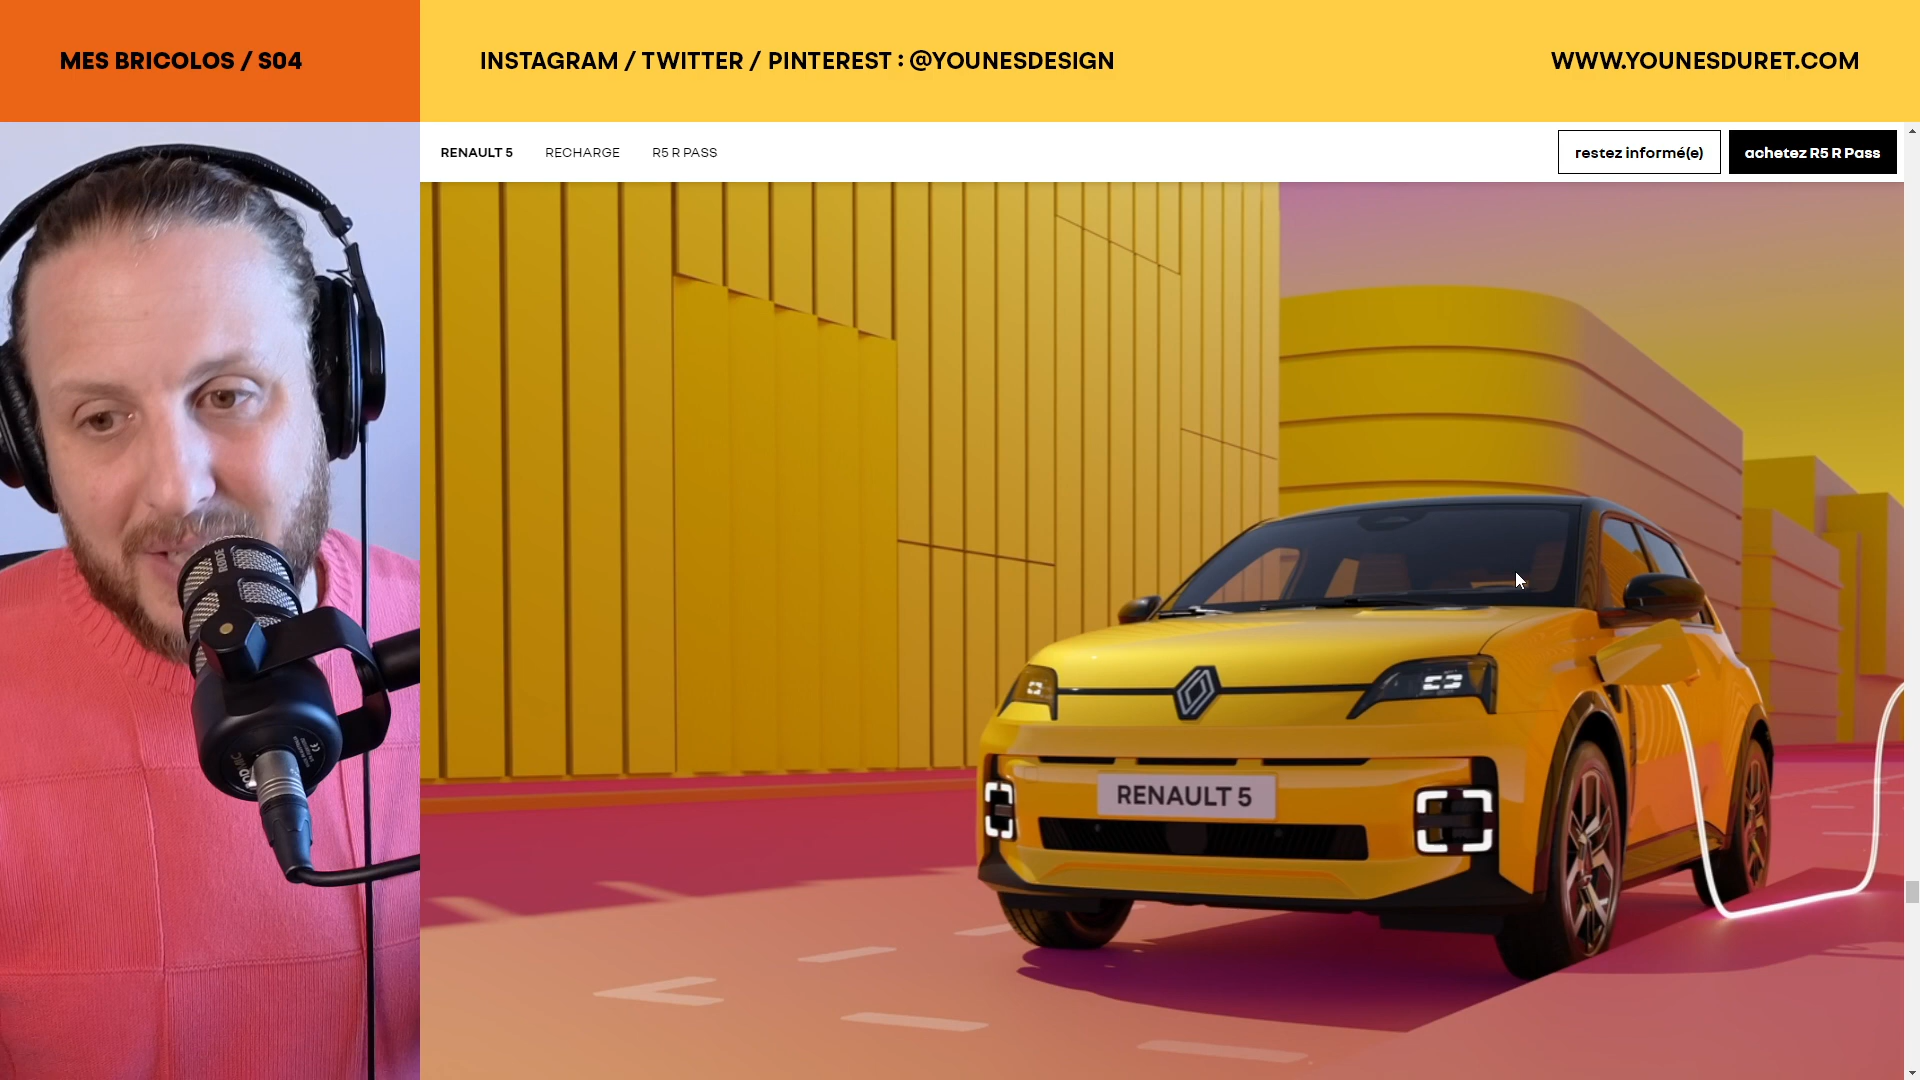 MES BRICOLOS / S04
INSTAGRAM / TWITTER / PINTEREST : @YOUNESDESIGN
WWW.YOUNESDURET.COM
RENAULT 5
RECHARGE
R5 R PASS
restez informé(e)
achetez R5 R Pass
RENAULT 5
RØDE